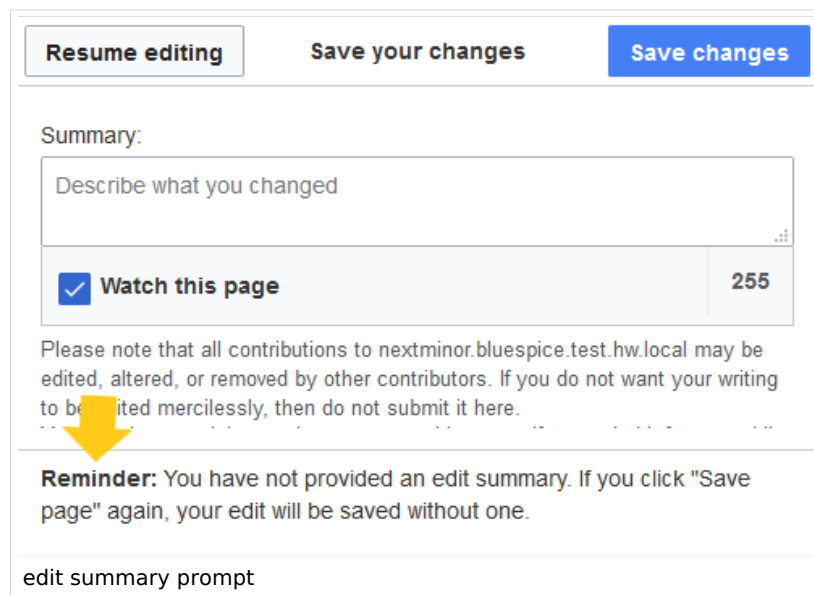 Resume editing Save your changes Save changes
Summary:
Describe what you changed
Watch this page 255
Please note that all contributions to nextminor.bluespice.test.hw.local may be
edited, altered, or removed by other contributors. If you do not want your writing
to be mercilessly, then do not submit it here.
Reminder: You have not provided an edit summary. If you click "Save
page" again, your edit will be saved without one.
edit summary prompt